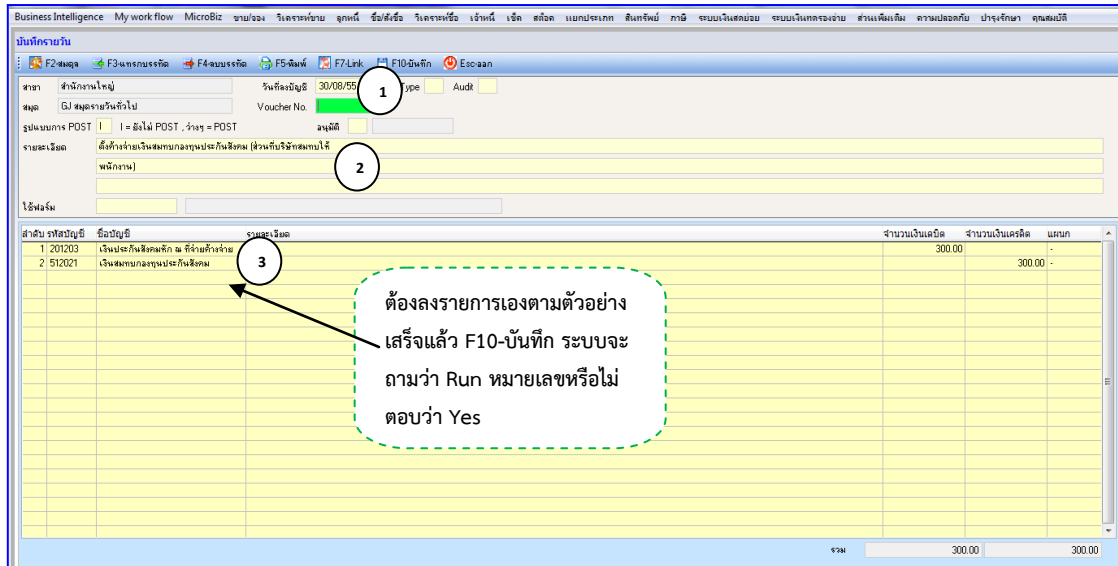 Business Intelligence My work flow MicroBiz ขาย/จอง วิเคราะห์ขาย ลูกหนี้ ซื้อ/สั่งซื้อ วิเคราะห์ซื้อ เจ้าหนี้ เช็ค สต๊อค แยกประเภท สินทรัพย์ ภาษี ระบบเงินสดย่อย ระบบเงินทดรองจ่าย ส่วนเพิ่มเติม ความปลอดภัย บำรุงรักษา คุณสมบัติ
บันทึกรายวัน
F2-สมดุล F3-แทรกบรรทัด F4-ลบบรรทัด F5-พิมพ์ F7-Link F10-บันทึก Esc-ออก
สาขา สำนักงานใหญ่ วันที่ลงบัญชี 30/08/55 1 Type Audit
สมุด GJ สมุดรายวันทั่วไป Voucher No.
รูปแบบการ POST I I = ยังไม่ POST , ว่างๆ = POST อนุมัติ
รายละเอียด ตั้งค้างจ่ายเงินสมทบกองทุนประกันสังคม (ส่วนที่บริษัทสมทบให้
พนักงาน) 2
ใช้ฟอร์ม
ลำดับ รหัสบัญชี ชื่อบัญชี รายละเอียด จำนวนเงินเดบิต จำนวนเงินเครดิต แผนก
1 201203 เงินประกันสังคมหัก ณ ที่จ่ายค้างจ่าย 300.00 -
2 512021 เงินสมทบกองทุนประกันสังคม 3 300.00 -
ต้องลงรายการเองตามตัวอย่าง
เสร็จแล้ว F10-บันทึก ระบบจะ
ถามว่า Run หมายเลขหรือไม่
ตอบว่า Yes
รวม 300.00 300.00